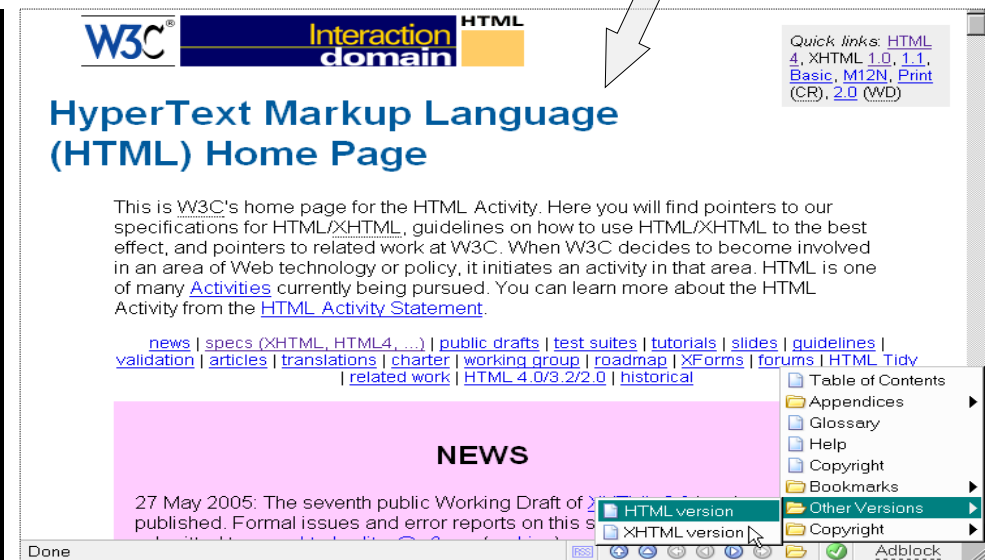 W3C®
Interaction
domain
HTML
Quick links: HTML
4, XHTML 1.0, 1.1,
Basic, M12N, Print
(CR), 2.0 (WD)
HyperText Markup Language
(HTML) Home Page
This is W3C's home page for the HTML Activity. Here you will find pointers to our
specifications for HTML/XHTML, guidelines on how to use HTML/XHTML to the best
effect, and pointers to related work at W3C. When W3C decides to become involved
in an area of Web technology or policy, it initiates an activity in that area. HTML is one
of many Activities currently being pursued. You can learn more about the HTML
Activity from the HTML Activity Statement.
news | specs (XHTML, HTML4, ...) | public drafts | test suites | tutorials | slides | guidelines |
validation | articles | translations | charter | working group | roadmap | XForms | forums | HTML Tidy
| related work | HTML 4.0/3.2/2.0 | historical
NEWS
27 May 2005: The seventh public Working Draft of
published. Formal issues and error reports on this s
Table of Contents
Appendices
Glossary
Help
Copyright
Bookmarks
Other Versions
Copyright
HTML version
XHTML version
Done
RSS
Adblock